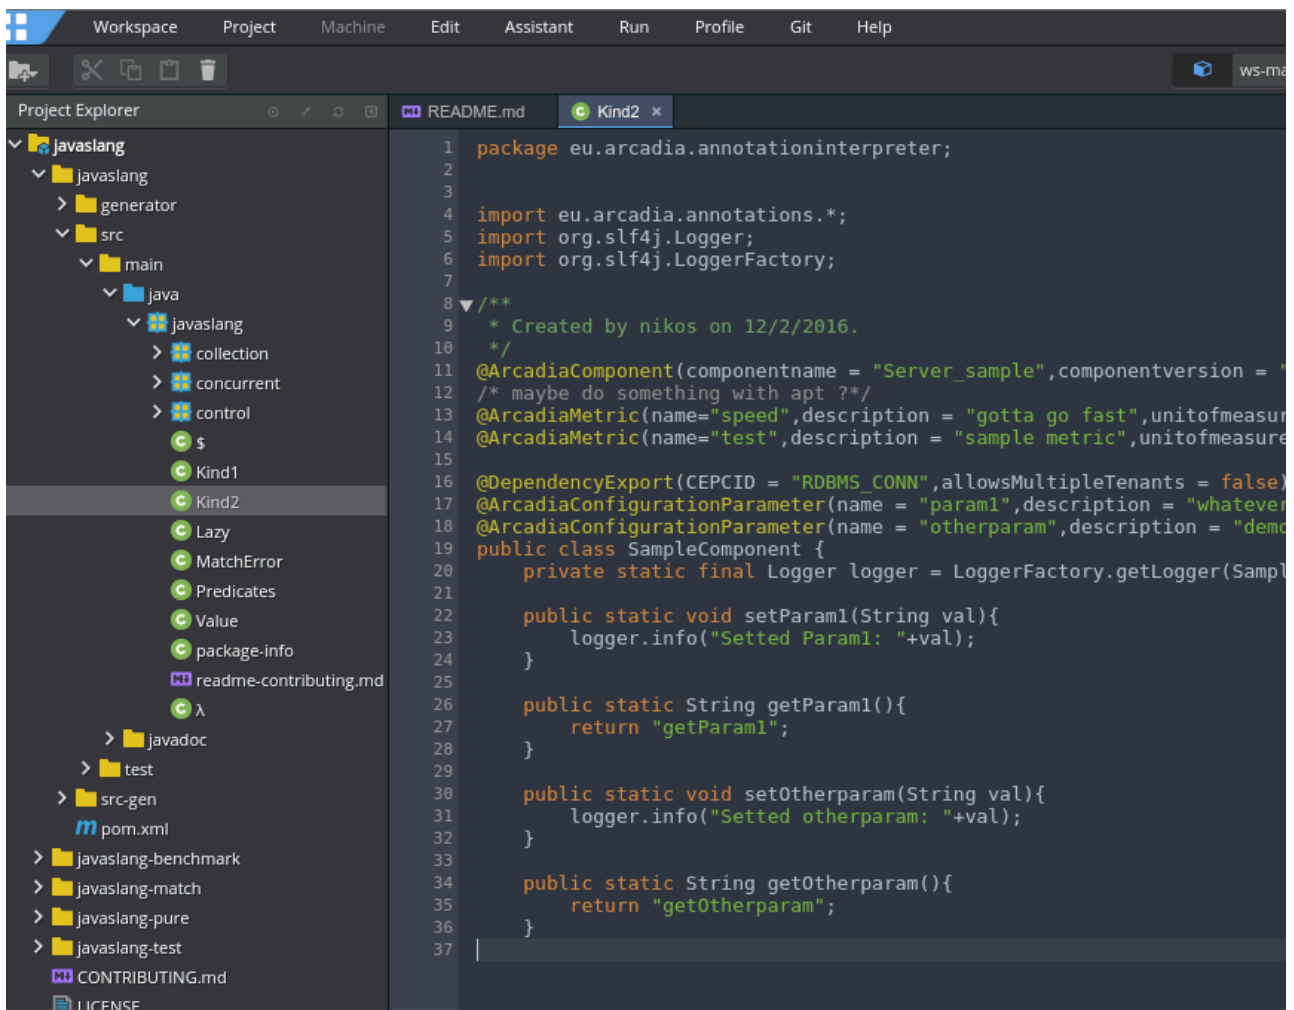 Workspace Project Machine Edit Assistant Run Profile Git Help
ws-ma
Project Explorer
README.md
Kind2 ×
javaslang
javaslang
generator
src
main
java
javaslang
collection
concurrent
control
$
Kind1
Kind2
Lazy
MatchError
Predicates
Value
package-info
readme-contributing.md
λ
javadoc
test
src-gen
pom.xml
javaslang-benchmark
javaslang-match
javaslang-pure
javaslang-test
CONTRIBUTING.md
LICENSE
1 package eu.arcadia.annotationinterpreter;
2
3
4 import eu.arcadia.annotations.*;
5 import org.slf4j.Logger;
6 import org.slf4j.LoggerFactory;
7
8 /**
9 * Created by nikos on 12/2/2016.
10 */
11 @ArcadiaComponent(componentname = "Server_sample",componentversion = "
12 /* maybe do something with apt ?*/
13 @ArcadiaMetric(name="speed",description = "gotta go fast",unitofmeasur
14 @ArcadiaMetric(name="test",description = "sample metric",unitofmeasure
15
16 @DependencyExport(CEPCID = "RDBMS_CONN",allowsMultipleTenants = false)
17 @ArcadiaConfigurationParameter(name = "param1",description = "whatever
18 @ArcadiaConfigurationParameter(name = "otherparam",description = "demo
19 public class SampleComponent {
20 private static final Logger logger = LoggerFactory.getLogger(Sampl
21
22 public static void setParam1(String val){
23 logger.info("Setted Param1: "+val);
24 }
25
26 public static String getParam1(){
27 return "getParam1";
28 }
29
30 public static void setOtherparam(String val){
31 logger.info("Setted otherparam: "+val);
32 }
33
34 public static String getOtherparam(){
35 return "getOtherparam";
36 }
37